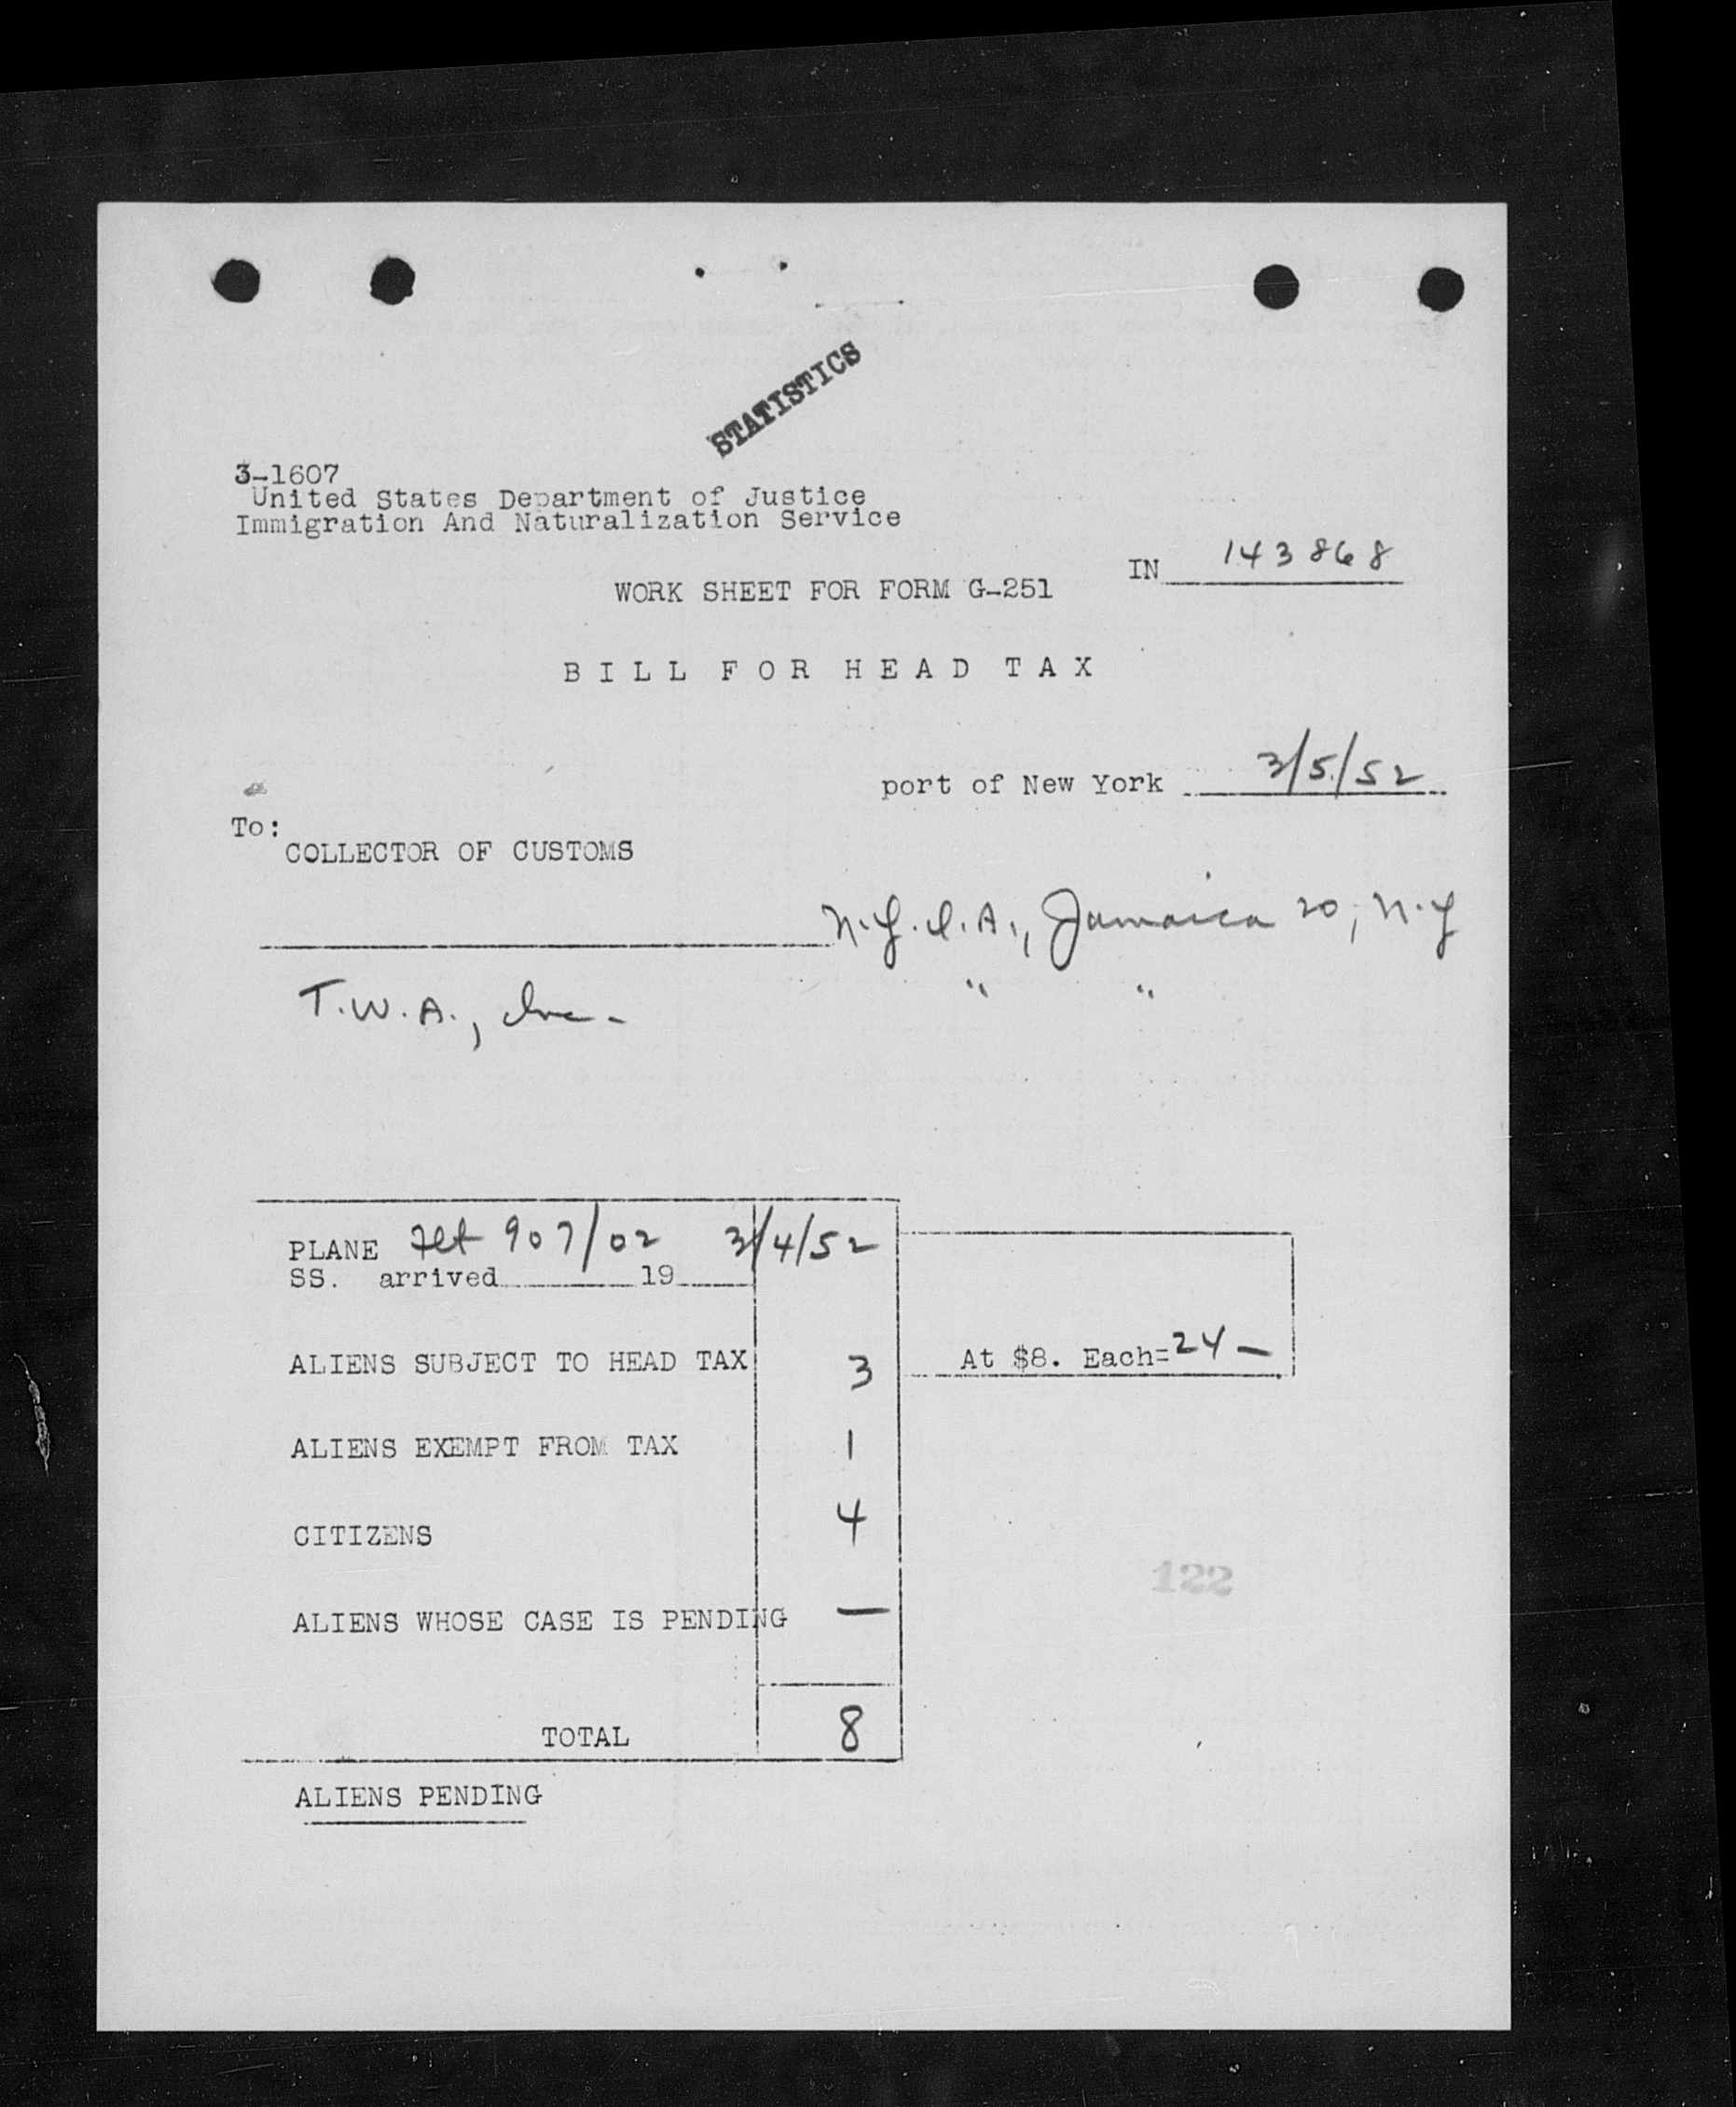 STATISTICS
3-1607
United States Department of Justice
Immigration And Naturalization Service
IN 143868
WORK SHEET FOR FORM G-251
BILL FOR HEAD TAX
port of New York 3/5/52
To:
COLLECTOR OF CUSTOMS
N.Y.I.A., Jamaica 20, N.Y
T.W.A., Inc. " "
PLANE 907/02 3/4/52
SS. arrived 19
ALIENS SUBJECT TO HEAD TAX 3 At $8. Each=24—
ALIENS EXEMPT FROM TAX 1
CITIZENS 4
122
ALIENS WHOSE CASE IS PENDING —
TOTAL 8
ALIENS PENDING